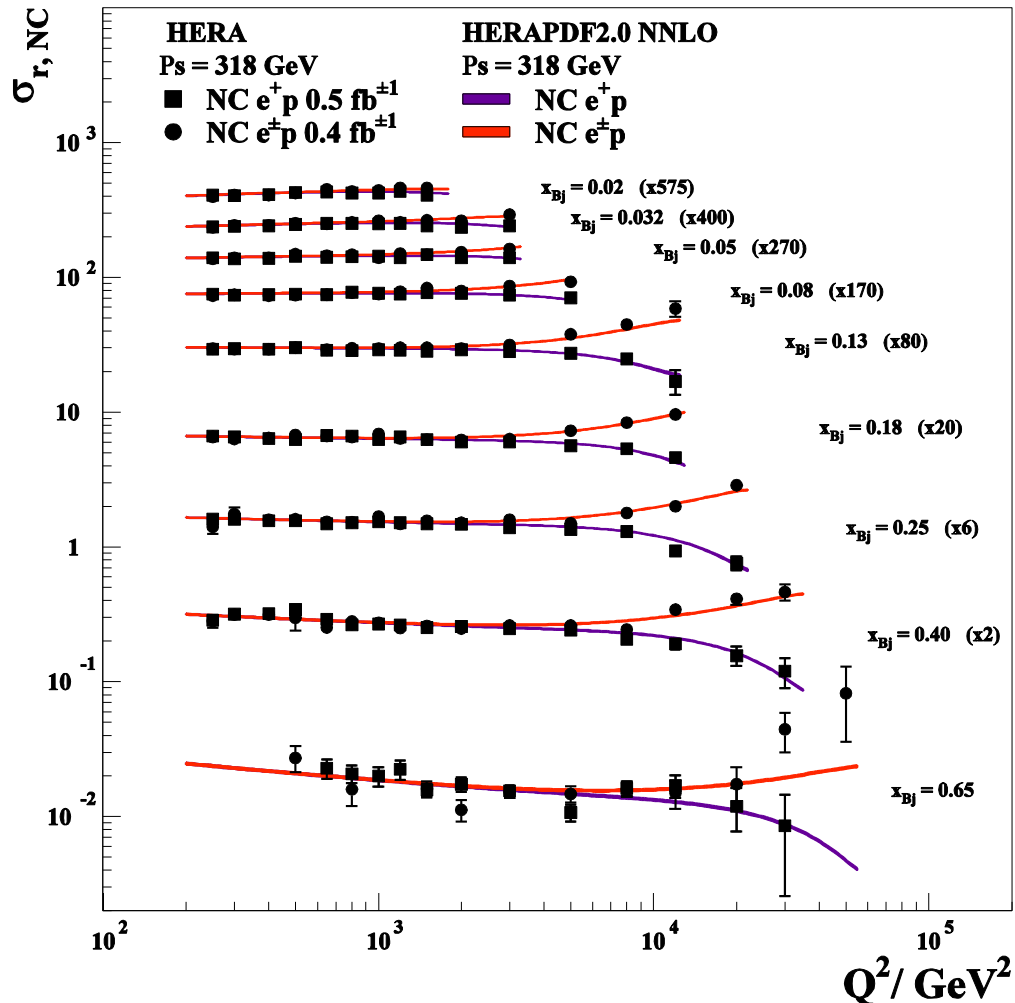 σr, NC
HERA
Ps = 318 GeV
NC e+p 0.5 fb±1
NC e±p 0.4 fb±1
HERAPDF2.0 NNLO
Ps = 318 GeV
NC e+p
NC e±p
xBj = 0.02 (x575)
xBj = 0.032 (x400)
xBj = 0.05 (x270)
xBj = 0.08 (x170)
xBj = 0.13 (x80)
xBj = 0.18 (x20)
xBj = 0.25 (x6)
xBj = 0.40 (x2)
xBj = 0.65
10 3
10 2
10
1
10 -1
10 -2
10 2
10 3
10 4
10 5
Q2/ GeV2